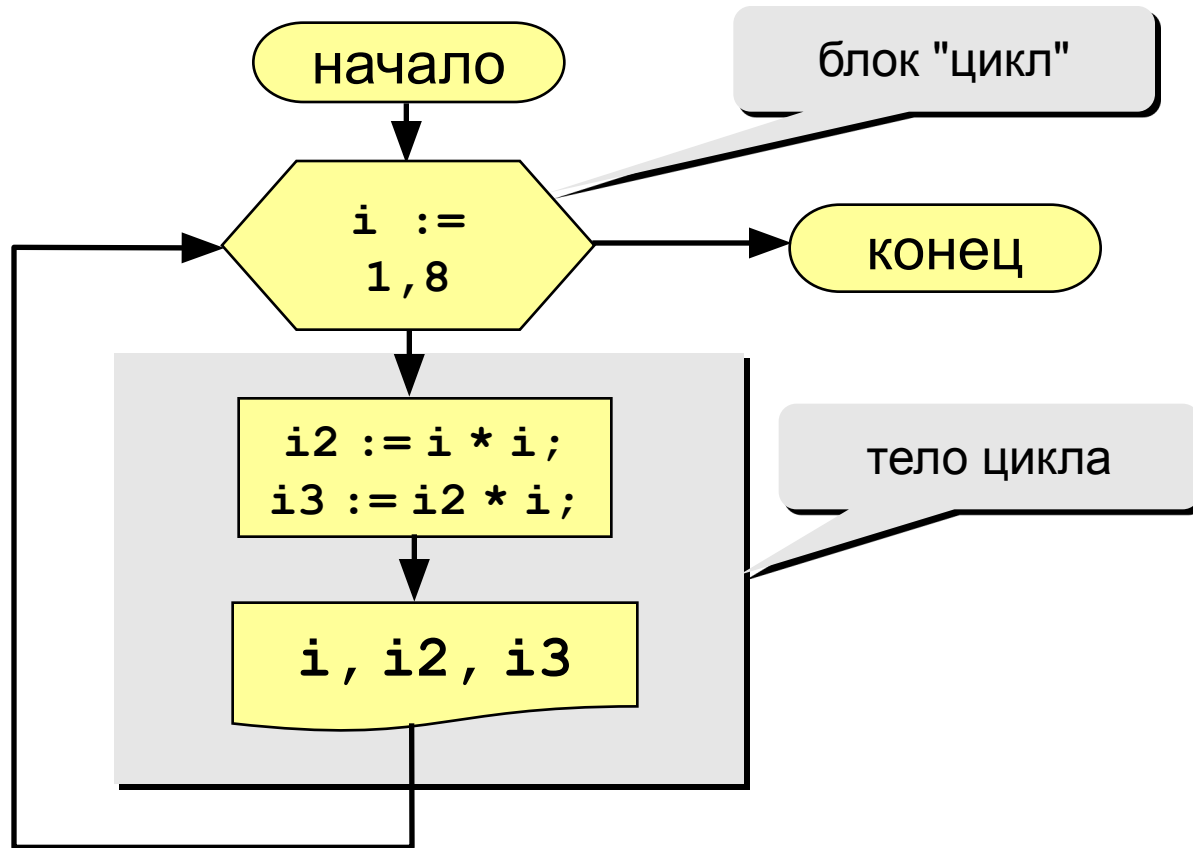 начало
блок "цикл"
i :=
1,8
конец
i2 := i * i;
i3 := i2 * i;
тело цикла
i, i2, i3